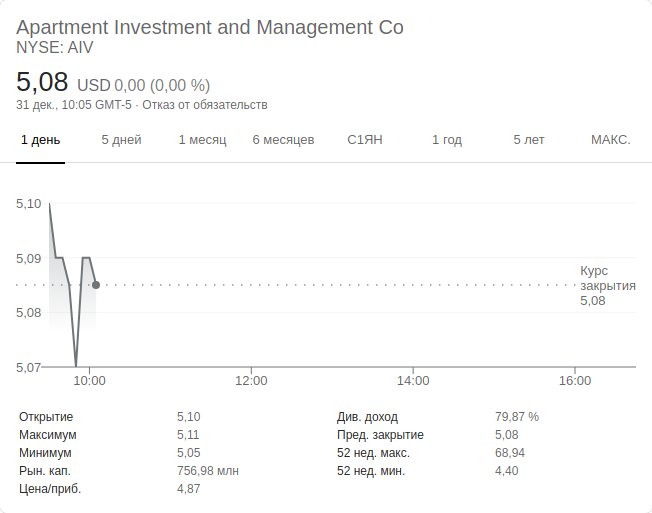 Apartment Investment and Management Co
NYSE: AIV
5,08 USD 0,00 (0,00 %)
31 дек., 10:05 GMT-5 · Отказ от обязательств
1 день 5 дней 1 месяц 6 месяцев С1ЯН 1 год 5 лет МАКС.
5,10
5,09
Курс
закрытия
5,08
5,08
5,07
10:00 12:00 14:00 16:00
Открытие 5,10 Див. доход 79,87 %
Максимум 5,11 Пред. закрытие 5,08
Минимум 5,05 52 нед. макс. 68,94
Рын. кап. 756,98 млн 52 нед. мин. 4,40
Цена/приб. 4,87